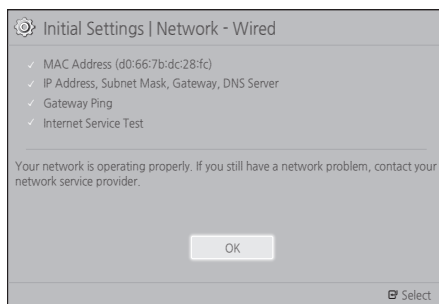 Initial Settings | Network - Wired
MAC Address (d0:66:7b:dc:28:fc)
IP Address, Subnet Mask, Gateway, DNS Server
Gateway Ping
Internet Service Test
Your network is operating properly. If you still have a network problem, contact your
network service provider.
OK
Select